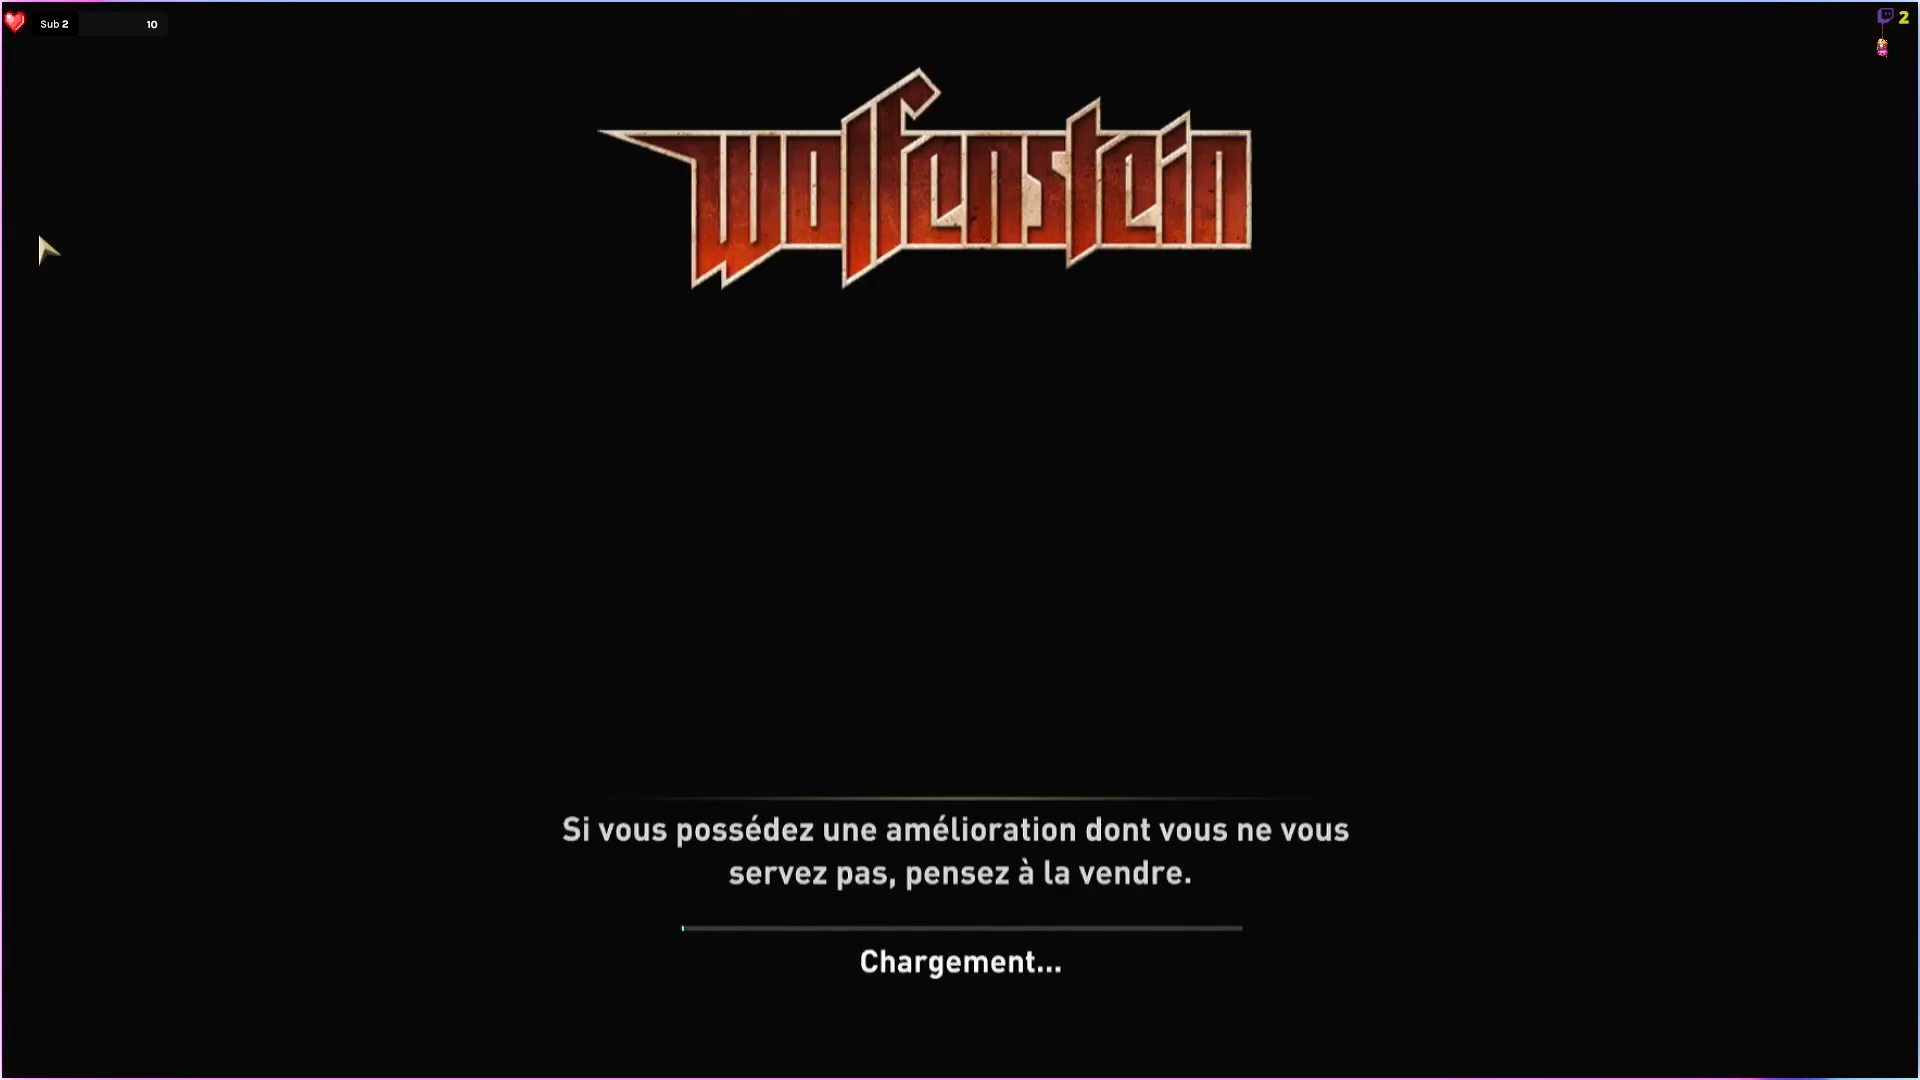 Sub 2 10
2
Wolfenstein
Si vous possédez une amélioration dont vous ne vous
servez pas, pensez à la vendre.
Chargement...